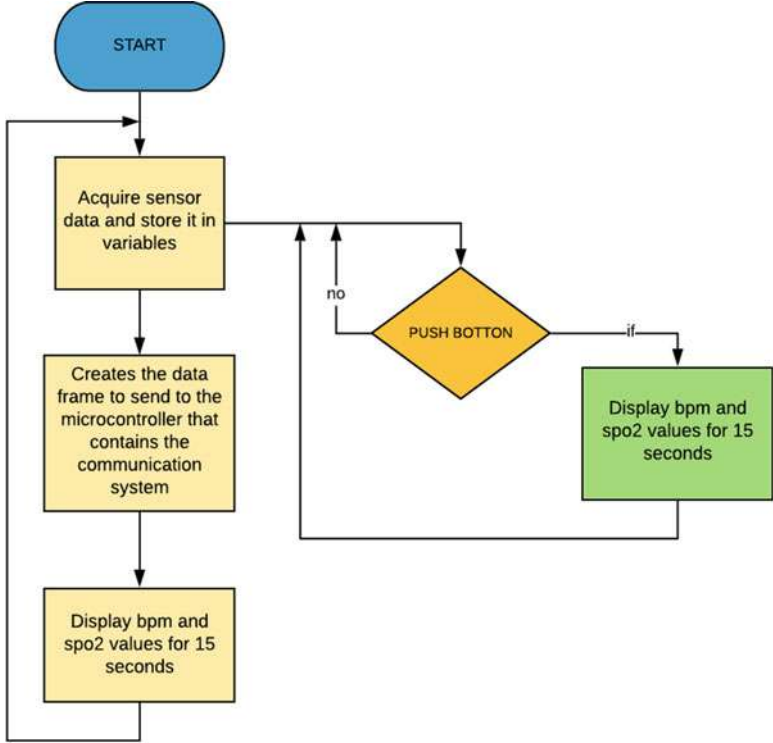 START
Acquire sensor
data and store it in
variables
no
PUSH BOTTON
if
Creates the data
frame to send to the
microcontroller that
contains the
communication
system
Display bpm and
spo2 values for 15
seconds
Display bpm and
spo2 values for 15
seconds